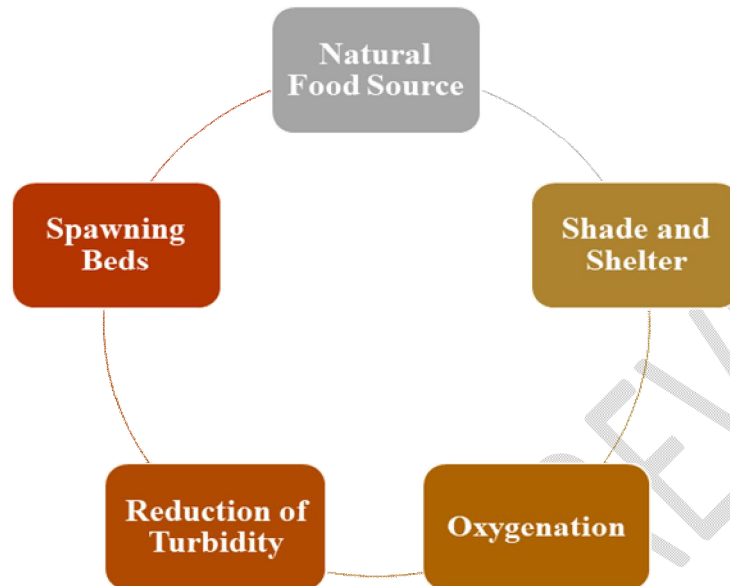 Natural
Food Source
Shade and
Shelter
Oxygenation
Reduction of
Turbidity
Spawning
Beds